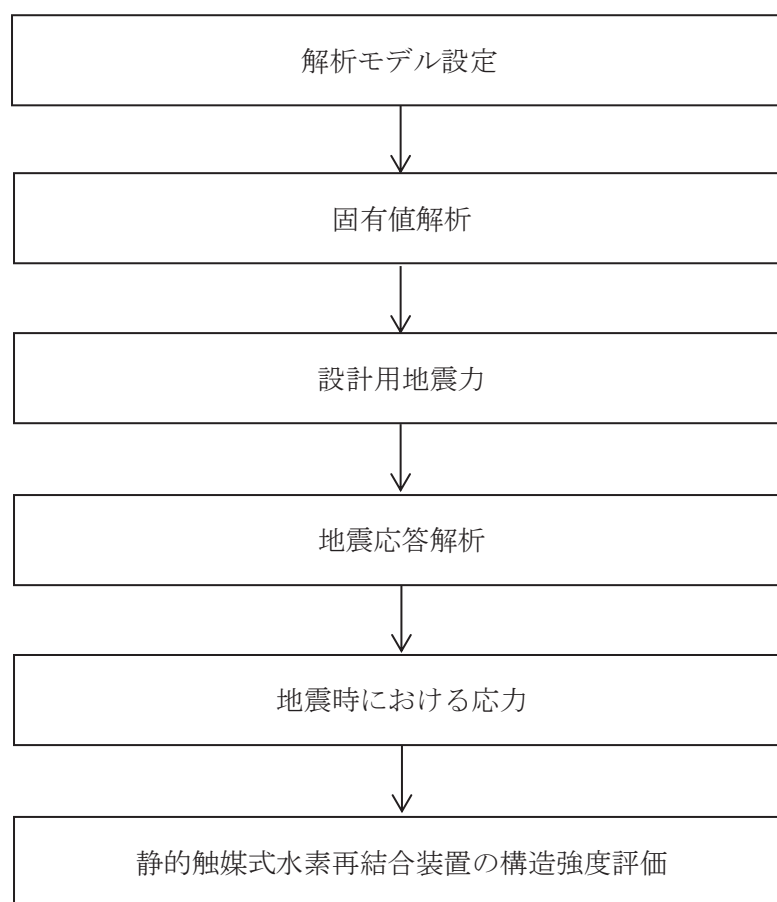 解析モデル設定
固有値解析
設計用地震力
地震応答解析
地震時における応力
静的触媒式水素再結合装置の構造強度評価